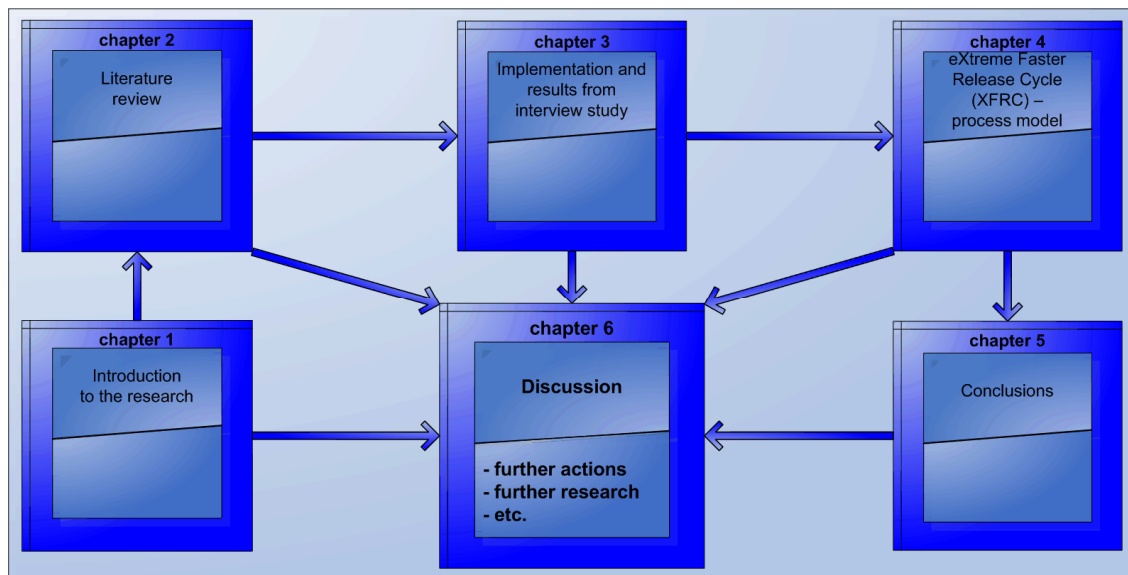 chapter 2
Literature
review
chapter 3
Implementation and
results from
interview study
chapter 4
eXtreme Faster
Release Cycle
(XFRC) –
process model
chapter 1
Introduction
to the research
chapter 6
Discussion
- further actions
- further research
- etc.
chapter 5
Conclusions